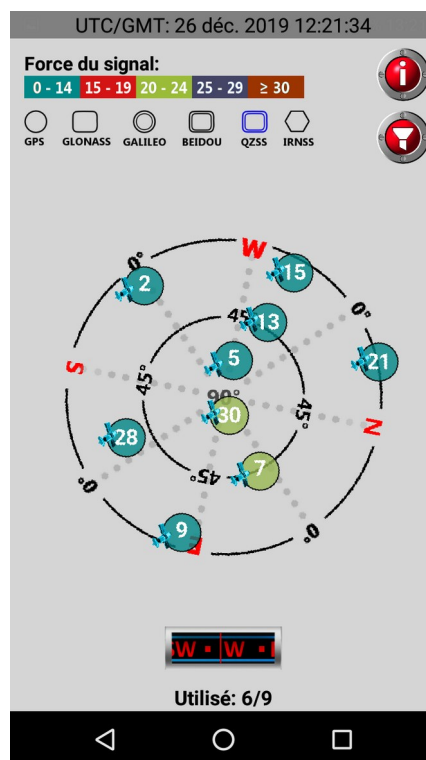 UTC/GMT: 26 déc. 2019 12:21:34
Force du signal:
0 - 14 15 - 19 20 - 24 25 - 29 ≥ 30
GPS GLONASS GALILEO BEIDOU QZSS IRNSS
W
0°
2
15
0°
45°
13
5
21
S
45°
90°
30
45°
N
28
7
45°
0°
9
E
0°
W W
Utilisé: 6/9